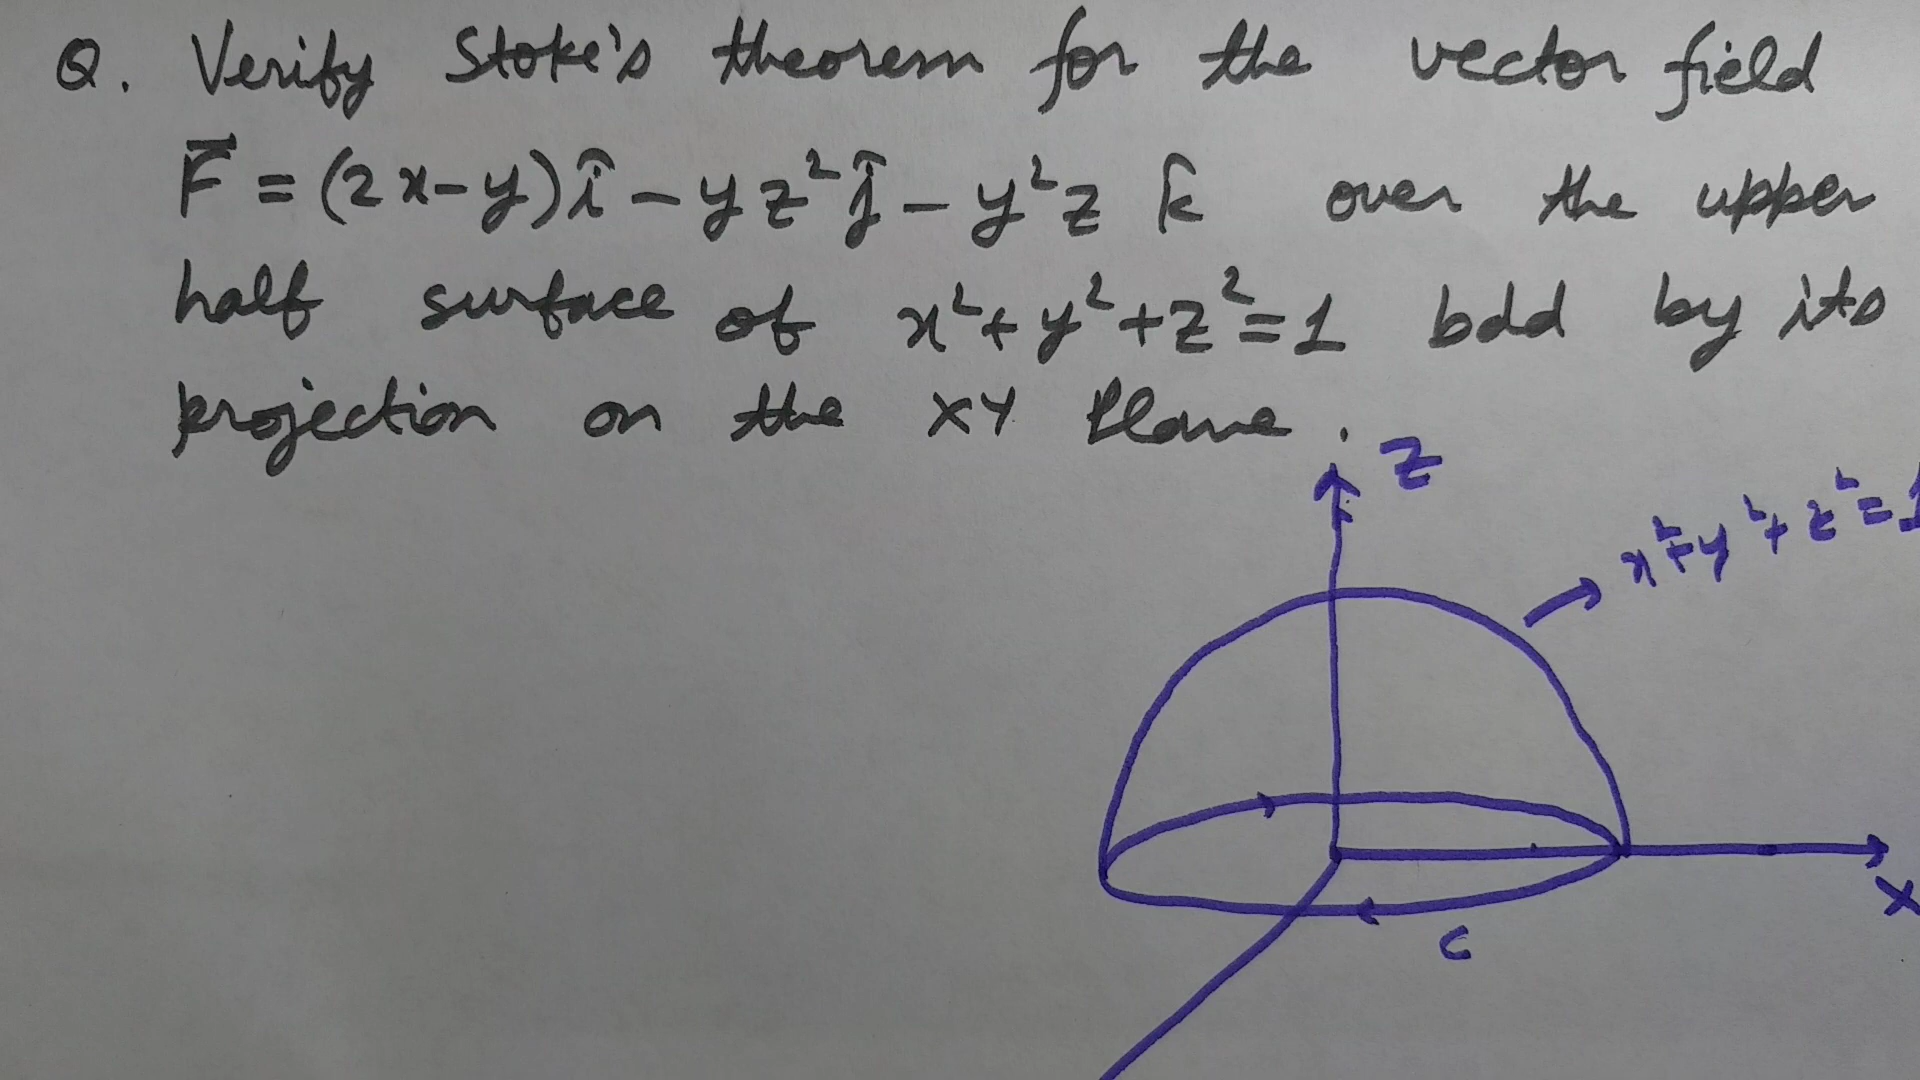 Q. Verify Stoke's theorem for the vector field
F⃗ = (2x-y)î - yz²ĵ - y²z k̂ over the upper
half surface of x²+y²+z²=1 bdd by its
projection on the XY Plane.
Z
x²+y²+z²=1
X
C